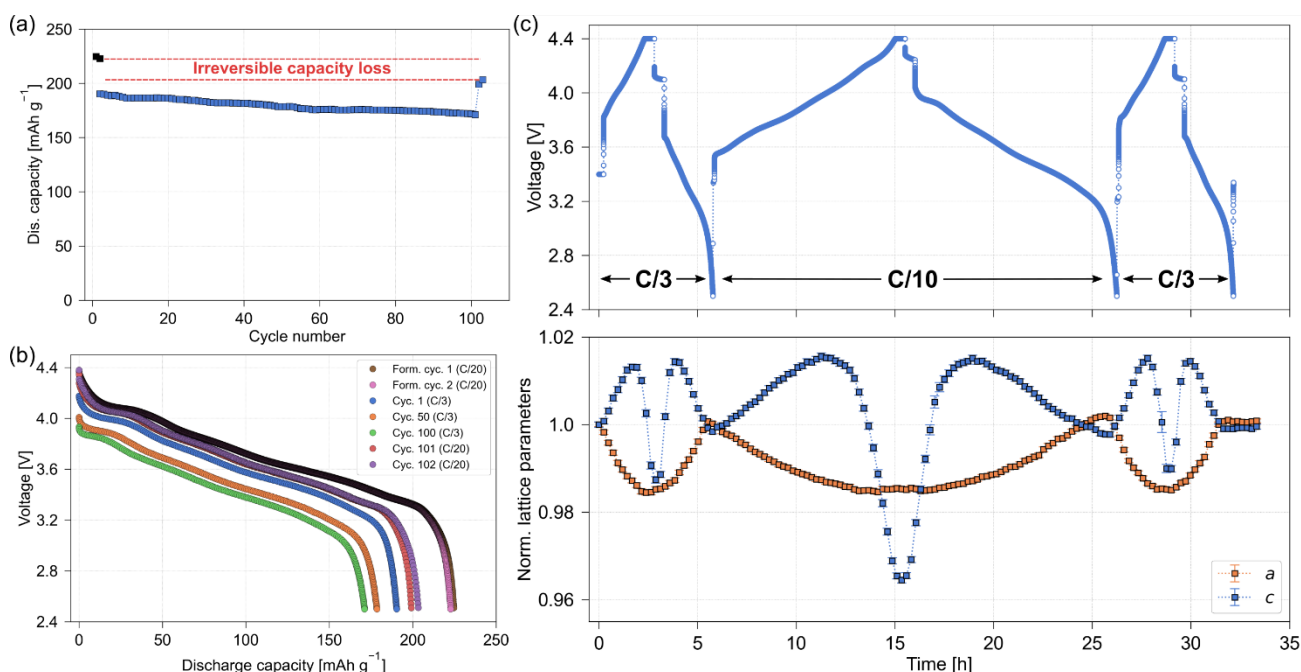 (a)
250
200
150
100
50
0
Dis. capacity [mAh g⁻¹]
Irreversible capacity loss
0 20 40 60 80 100
Cycle number
(b)
4.4
4.0
3.6
3.2
2.8
2.4
Voltage [V]
Form. cyc. 1 (C/20)
Form. cyc. 2 (C/20)
Cyc. 1 (C/3)
Cyc. 50 (C/3)
Cyc. 100 (C/3)
Cyc. 101 (C/20)
Cyc. 102 (C/20)
0 50 100 150 200 250
Discharge capacity [mAh g⁻¹]
(c)
4.4
4.0
3.6
3.2
2.8
2.4
Voltage [V]
C/3 C/10 C/3
1.02
1.00
0.98
0.96
Norm. lattice parameters
a
c
0 5 10 15 20 25 30 35
Time [h]